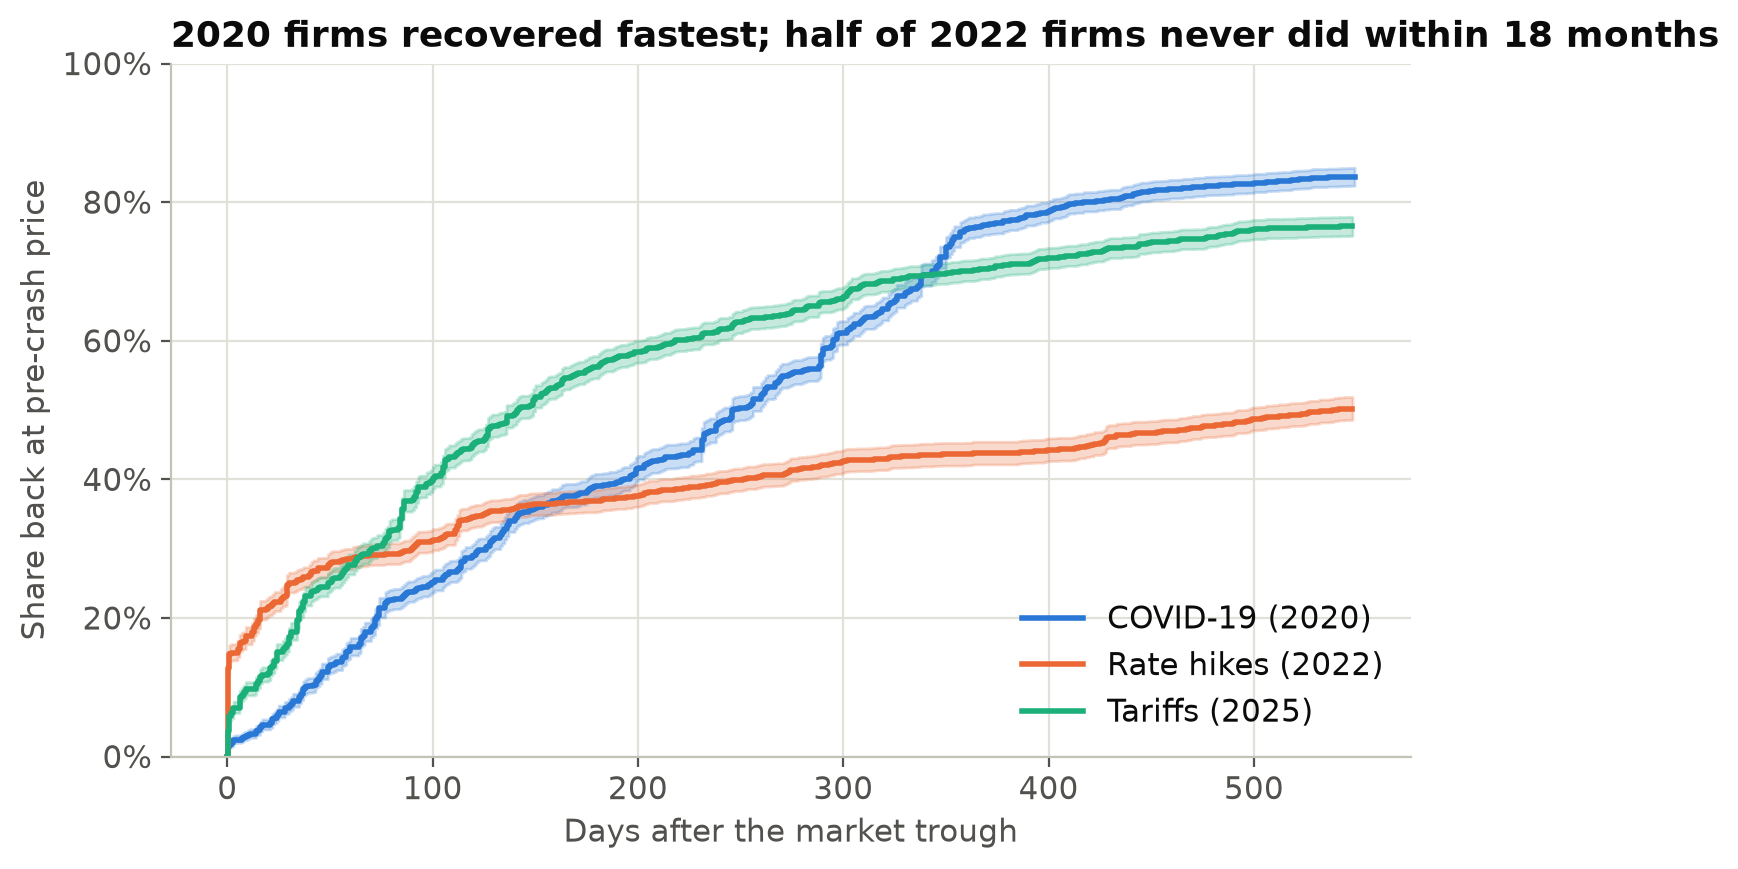 2020 firms recovered fastest; half of 2022 firms never did within 18 months
Share back at pre-crash price
100%
80%
60%
40%
20%
0%
0 100 200 300 400 500
Days after the market trough
COVID-19 (2020)
Rate hikes (2022)
Tariffs (2025)